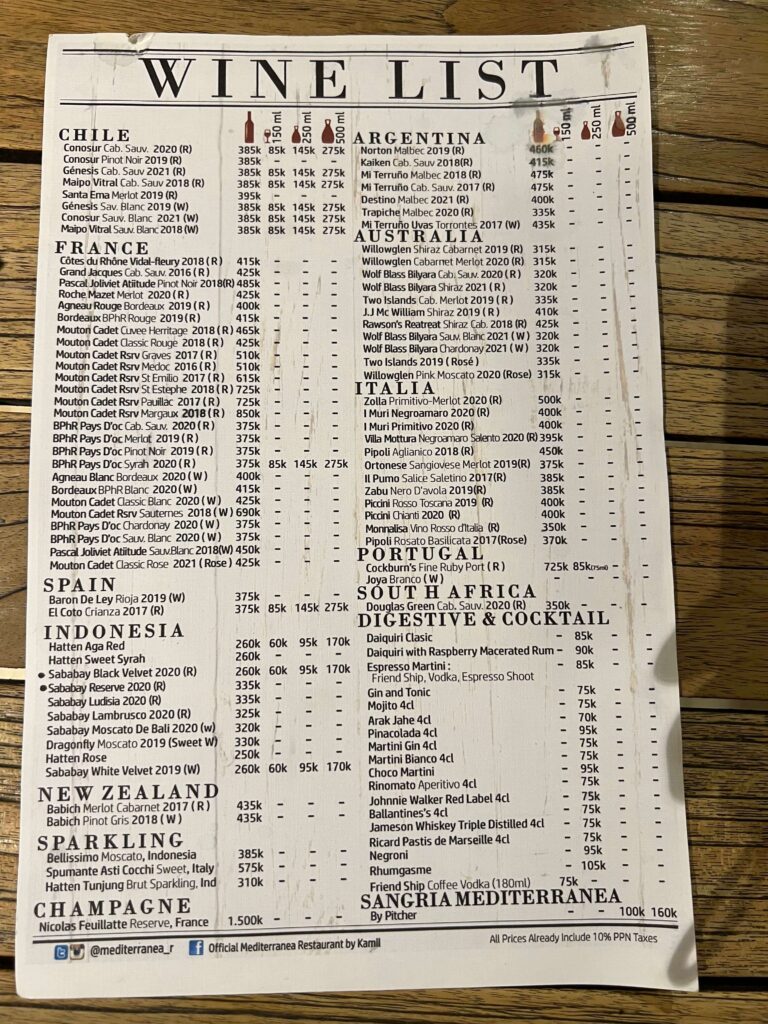 WINE LIST
150 ml 250 ml 500 ml
CHILE
Conosur Cab. Sauv. 2020 (R) 385k 85k 145k 275k
Conosur Pinot Noir 2019 (R) 385k - - -
Génesis Cab Sauv 2021 (R) 385k 85k 145k 275k
Maipo Vitral Cab. Sauv 2018 (R) 385k 85k 145k 275k
Santa Ema Merlot 2019 (R) 395k - - -
Génesis Sav. Blanc 2019 (W) 385k 85k 145k 275k
Conosur Sauv. Blanc 2021 (W) 385k 85k 145k 275k
Maipo Vitral Sauv. Blanc 2018 (W) 385k 85k 145k 275k
FRANCE
Côtes du Rhône Vidal-fleury 2018 ( R ) 415k - - -
Grand Jacques Cab. Sauv. 2016 ( R ) 425k - - -
Pascal Joliviet Atiitude Pinot Noir 2018(R) 485k - - -
Roche Mazet Merlot 2020 ( R ) 425k - - -
Agneau Rouge Bordeaux 2019 ( R ) 400k - - -
Bordeaux BPhR Rouge 2019 ( R ) 415k - - -
Mouton Cadet Cuvee Herritage 2018 ( R ) 465k - - -
Mouton Cadet Classic Rouge 2018 ( R ) 425k - - -
Mouton Cadet Rsrv Graves 2017 ( R ) 510k - - -
Mouton Cadet Rsrv Medoc 2016 ( R ) 510k - - -
Mouton Cadet Rsrv St Emilio 2017 ( R ) 615k - - -
Mouton Cadet Rsrv St Estephe 2018 ( R ) 725k - - -
Mouton Cadet Rsrv Pauillac 2017 ( R ) 725k - - -
Mouton Cadet Rsrv Margaux 2018 ( R ) 850k - - -
BPhR Pays D'oc Cab. Sauv. 2020 ( R ) 375k - - -
BPhR Pays D'oc Merlot 2019 ( R ) 375k - - -
BPhR Pays D'oc Pinot Noir 2019 ( R ) 375k - - -
BPhR Pays D'oc Syrah 2020 ( R ) 375k 85k 145k 275k
Agneau Blanc Bordeaux 2020 ( W ) 400k - - -
Bordeaux BPhR Blanc 2020 ( W ) 415k - - -
Mouton Cadet Classic Blanc 2020 ( W ) 425k - - -
Mouton Cadet Rsrv Sauternes 2018 ( W ) 690k - - -
BPhR Pays D'oc Chardonay 2020 ( W ) 375k - - -
BPhR Pays D'oc Sauv. Blanc 2020 ( W ) 375k - - -
Pascal Joliviet Atiitude Sauv.Blanc 2018(W) 450k - - -
Mouton Cadet Classic Rose 2021 ( Rose ) 425k - - -
SPAIN
Baron De Ley Rioja 2019 (W) 375k - - -
El Coto Crianza 2017 (R) 375k 85k 145k 275k
INDONESIA
Hatten Aga Red 260k 60k 95k 170k
Hatten Sweet Syrah 260k - - -
Sababay Black Velvet 2020 (R) 260k 60k 95k 170k
Sababay Reserve 2020 (R) 335k - - -
Sababay Ludisia 2020 (R) 335k - - -
Sababay Lambrusco 2020 (R) 325k - - -
Sababay Moscato De Bali 2020 (w) 320k - - -
Dragonfly Moscato 2019 (Sweet W) 330k - - -
Hatten Rose 250k - - -
Sababay White Velvet 2019 (W) 260k 60k 95k 170k
NEW ZEALAND
Babich Merlot Cabarnet 2017 ( R ) 435k - - -
Babich Pinot Gris 2018 ( W ) 435k - - -
SPARKLING
Bellissimo Moscato, Indonesia 385k - - -
Spumante Asti Cocchi Sweet, Italy 575k - - -
Hatten Tunjung Brut Sparkling, Ind 310k - - -
CHAMPAGNE
Nicolas Feuillatte Reserve, France 1.500k - - -
150 ml 250 ml 500 ml
ARGENTINA
Norton Malbec 2019 (R) 460k - - -
Kaiken Cab. Sauv 2018(R) 415k - - -
Mi Terruño Malbec 2018 (R) 475k - - -
Mi Terruño Cab. Sauv. 2017 (R) 475k - - -
Destino Malbec 2021 (R) 400k - - -
Trapiche Malbec 2020 (R) 335k - - -
Mi Terruño Uvas Torrontes 2017 (W) 435k - - -
AUSTRALIA
Willowglen Shiraz Cabarnet 2019 (R) 315k - - -
Willowglen Cabarnet Merlot 2020 (R) 315k - - -
Wolf Blass Bilyara Cab. Sauv. 2020 ( R ) 320k - - -
Wolf Blass Bilyara Shiraz 2021 ( R ) 320k - - -
Two Islands Cab. Merlot 2019 ( R ) 335k - - -
J.J Mc William Shiraz 2019 ( R ) 410k - - -
Rawson's Reatreat Shiraz Cab. 2018 (R) 425k - - -
Wolf Blass Bilyara Sauv. Blanc 2021 ( W ) 320k - - -
Wolf Blass Bilyara Chardonay 2021 ( W ) 320k - - -
Two Islands 2019 ( Rosé ) 335k - - -
Willowglen Pink Moscato 2020 (Rose) 315k - - -
ITALIA
Zolla Primitivo-Merlot 2020 (R) 500k - - -
I Muri Negroamaro 2020 (R) 400k - - -
I Muri Primitivo 2020 (R) 400k - - -
Villa Mottura Negroamaro Salento 2020 (R) 395k - - -
Pipoli Aglianico 2018 (R) 450k - - -
Ortonese Sangiovese Merlot 2019(R) 375k - - -
Il Pumo Salice Saletino 2017(R) 385k - - -
Zabu Nero D'avola 2019(R) 385k - - -
Piccini Rosso Toscana 2019 (R) 400k - - -
Piccini Chianti 2020 (R) 400k - - -
Monnalisa Vino Rosso d'Italia (R) 350k - - -
Pipoli Rosato Basilicata 2017(Rose) 370k - - -
PORTUGAL
Cockburn's Fine Ruby Port ( R ) 725k 85k(75ml) - -
Joya Branco ( W ) - - - -
SOUTH AFRICA
Douglas Green Cab. Sauv. 2020 (R) 350k - - -
DIGESTIVE & COCKTAIL
Daiquiri Clasic - 85k - -
Daiquiri with Raspberry Macerated Rum - 90k - -
Espresso Martini : - 85k - -
Friend Ship, Vodka, Espresso Shoot
Gin and Tonic - 75k - -
Mojito 4cl - 75k - -
Arak Jahe 4cl - 70k - -
Pinacolada 4cl - 95k - -
Martini Gin 4cl - 75k - -
Martini Bianco 4cl - 75k - -
Choco Martini - 95k - -
Rinomato Aperitivo 4cl - 75k - -
Johnnie Walker Red Label 4cl - 75k - -
Ballantines's 4cl - 75k - -
Jameson Whiskey Triple Distilled 4cl - 75k - -
Ricard Pastis de Marseille 4cl - 75k - -
Negroni - 95k - -
Rhumgasme - 105k - -
Friend Ship Coffee Vodka (180ml) 75k - - -
SANGRIA MEDITERRANEA
By Pitcher - - 100k 160k
@mediterranea_r Official Mediterranea Restaurant by Kamil
All Prices Already Include 10% PPN Taxes